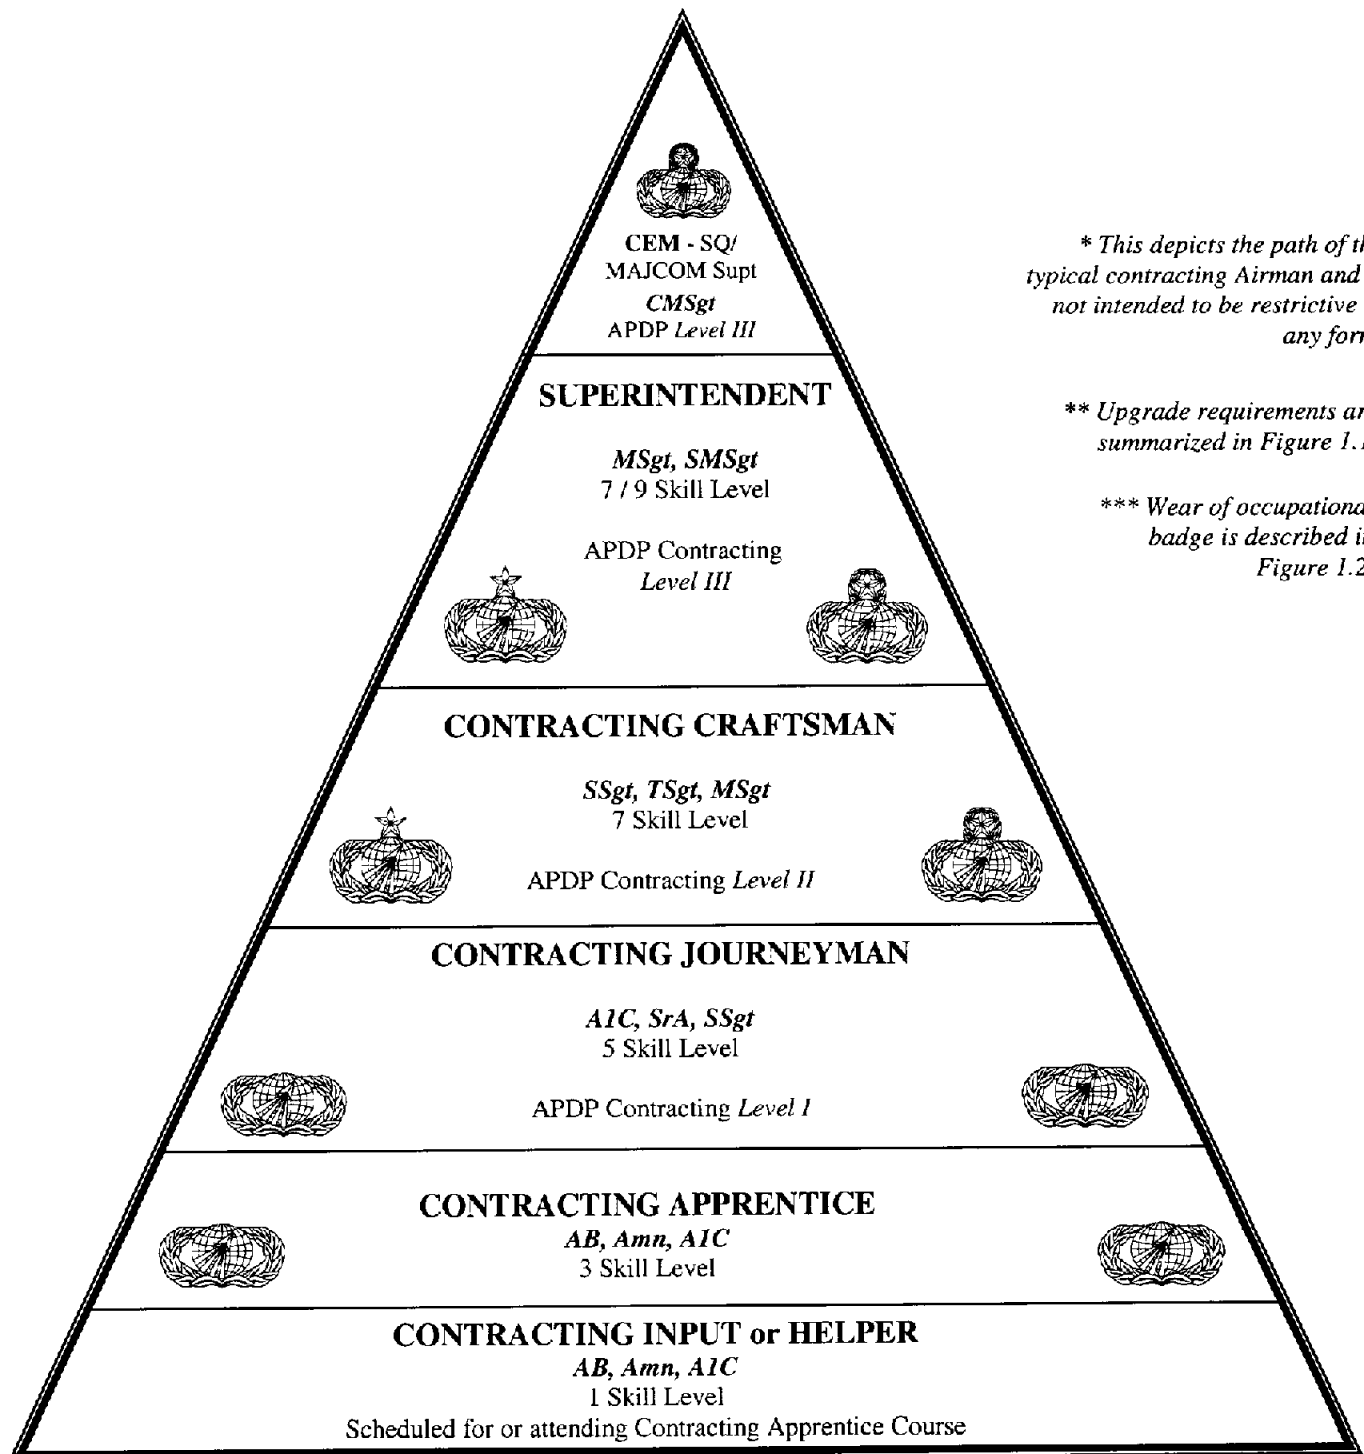 CEM - SQ/
MAJCOM Supt
CMSgt
APDP Level III
SUPERINTENDENT
MSgt, SMSgt
7 / 9 Skill Level
APDP Contracting
Level III
CONTRACTING CRAFTSMAN
SSgt, TSgt, MSgt
7 Skill Level
APDP Contracting Level II
CONTRACTING JOURNEYMAN
A1C, SrA, SSgt
5 Skill Level
APDP Contracting Level I
CONTRACTING APPRENTICE
AB, Amn, A1C
3 Skill Level
CONTRACTING INPUT or HELPER
AB, Amn, A1C
1 Skill Level
Scheduled for or attending Contracting Apprentice Course
* This depicts the path of th
typical contracting Airman and
not intended to be restrictive
any for
** Upgrade requirements ar
summarized in Figure 1.
*** Wear of occupationa
badge is described i
Figure 1.2